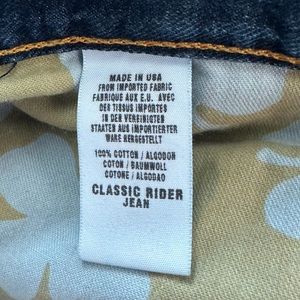 MADE IN USA
FROM IMPORTED FABRIC
FABRIQUE AUX E.U. AVEC
DES TISSUS IMPORTES
IN DER VEREINIGTEN
STAATEN AUS IMPORTIERTER
WARE HERGESTELLT
100% COTTON / ALGODON
COTON / BAUMWOLL
COTONE / ALGODAO
CLASSIC RIDER
JEAN